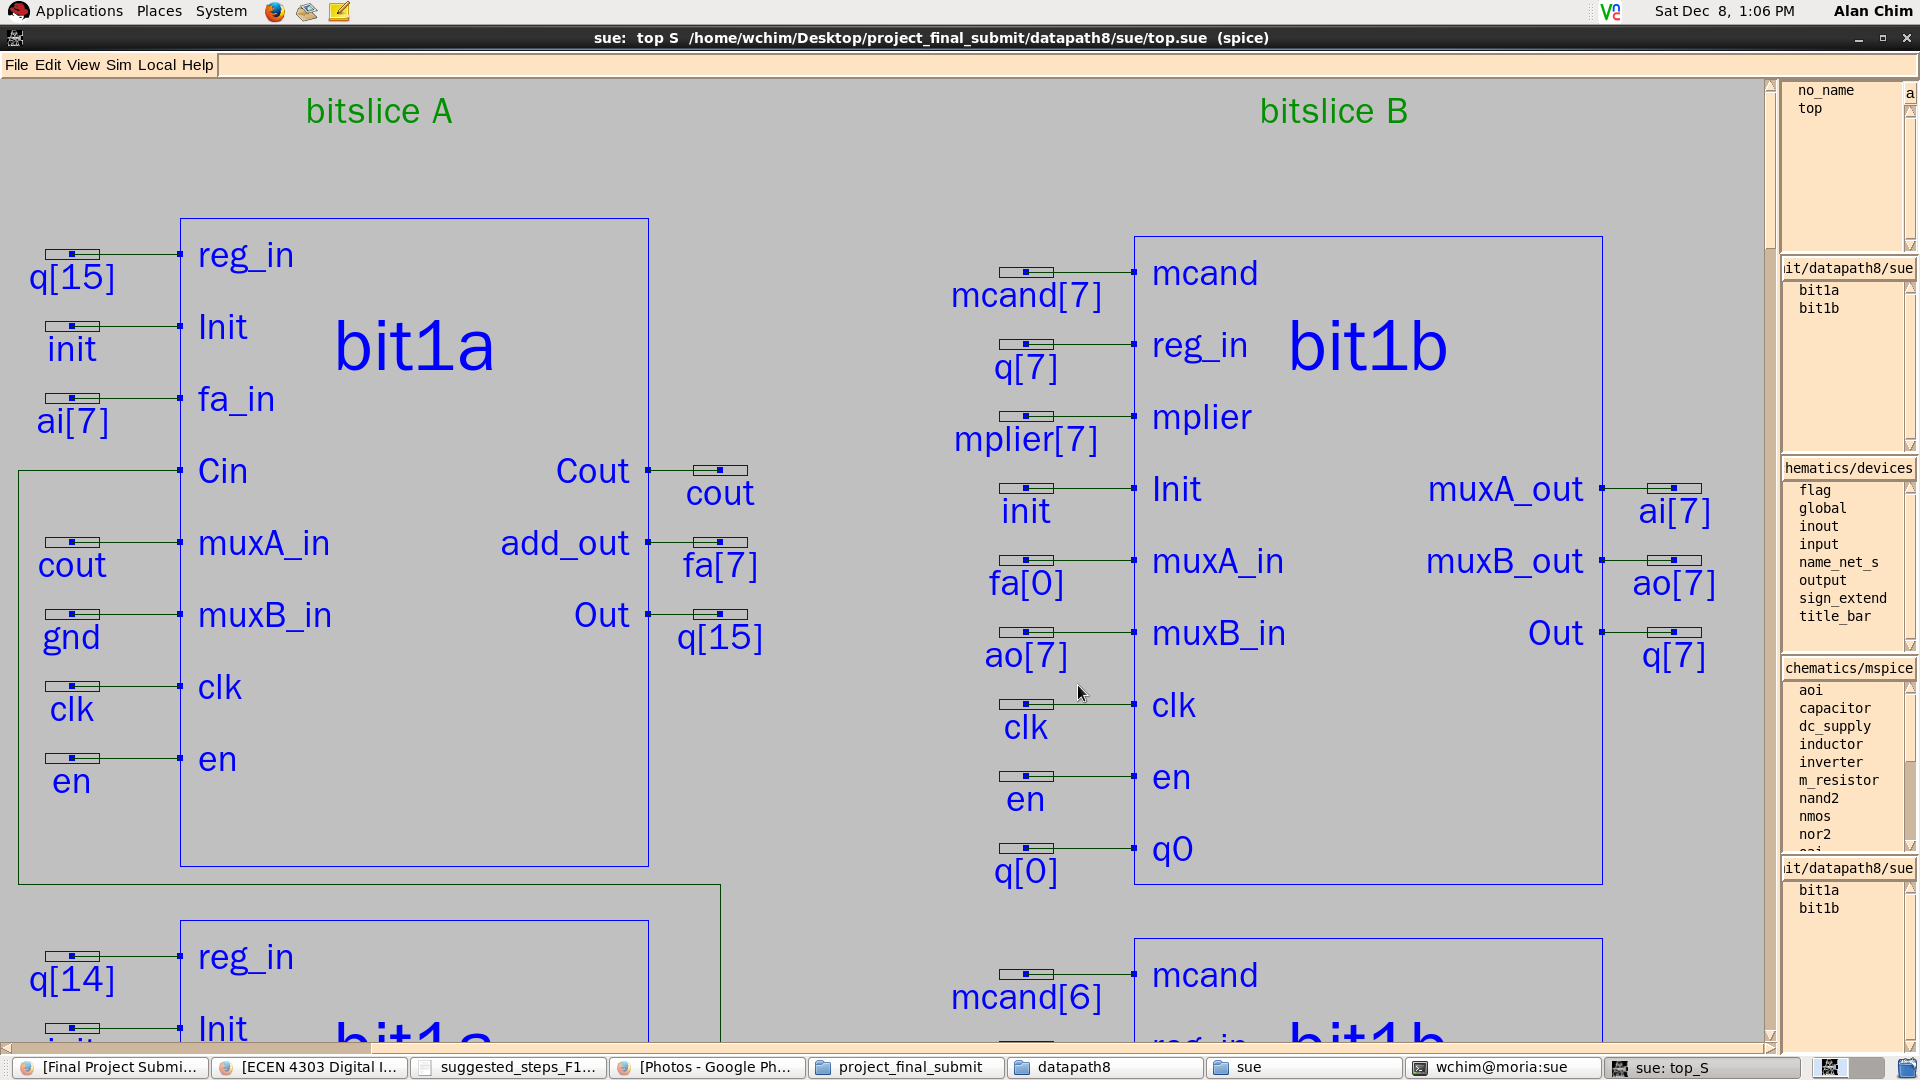 Applications Places System
Sat Dec 8, 1:06 PM Alan Chim
sue: top S /home/wchim/Desktop/project_final_submit/datapath8/sue/top.sue (spice)
File Edit View Sim Local Help
bitslice A
bitslice B
bit1a
reg_in
Init
fa_in
Cin
muxA_in
muxB_in
clk
en
Cout
add_out
Out
q[15]
init
ai[7]
cout
gnd
clk
en
cout
fa[7]
q[15]
bit1b
mcand
reg_in
mplier
Init
muxA_in
muxB_in
clk
en
q0
muxA_out
muxB_out
Out
mcand[7]
q[7]
mplier[7]
init
fa[0]
ao[7]
clk
en
q[0]
ai[7]
ao[7]
q[7]
reg_in
q[14]
Init
bit1a
mcand
mcand[6]
reg_in
bit1b
no_name
top
a
it/datapath8/sue
bit1a
bit1b
hematics/devices
flag
global
inout
input
name_net_s
output
sign_extend
title_bar
chematics/mspice
aoi
capacitor
dc_supply
inductor
inverter
m_resistor
nand2
nmos
nor2
it/datapath8/sue
bit1a
bit1b
[Final Project Submi...
[ECEN 4303 Digital I...
suggested_steps_F1...
[Photos - Google Ph...
project_final_submit
datapath8
sue
wchim@moria:sue
sue: top_S